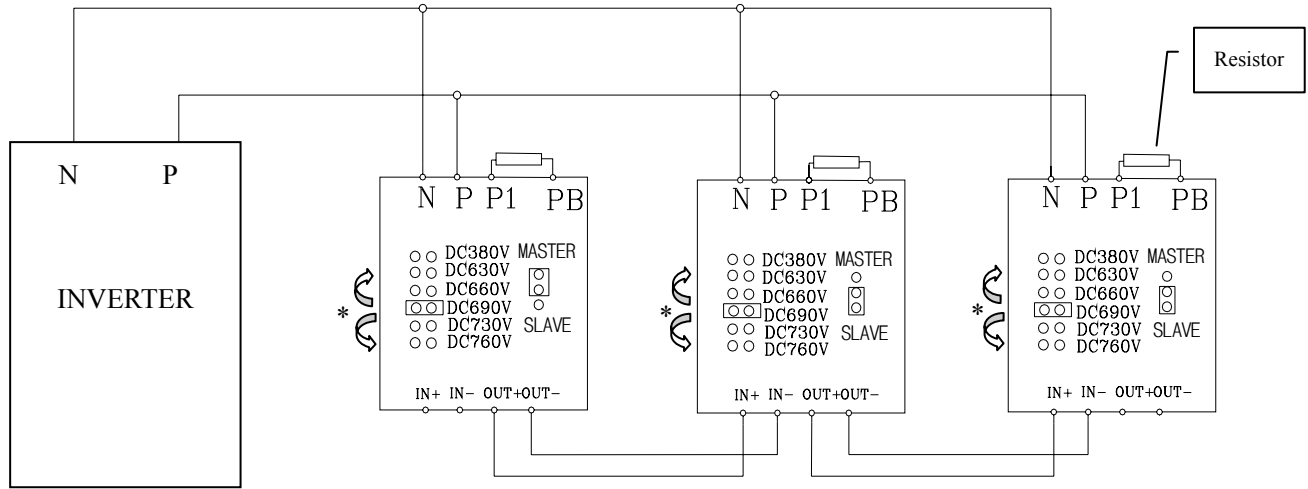 Resistor
N P
INVERTER
N P P1 PB
DC380V MASTER
DC630V
DC660V
* DC690V
DC730V SLAVE
DC760V
IN+ IN- OUT+OUT-
N P P1 PB
DC380V MASTER
DC630V
DC660V
* DC690V
DC730V SLAVE
DC760V
IN+ IN- OUT+OUT-
N P P1 PB
DC380V MASTER
DC630V
DC660V
* DC690V
DC730V SLAVE
DC760V
IN+ IN- OUT+OUT-